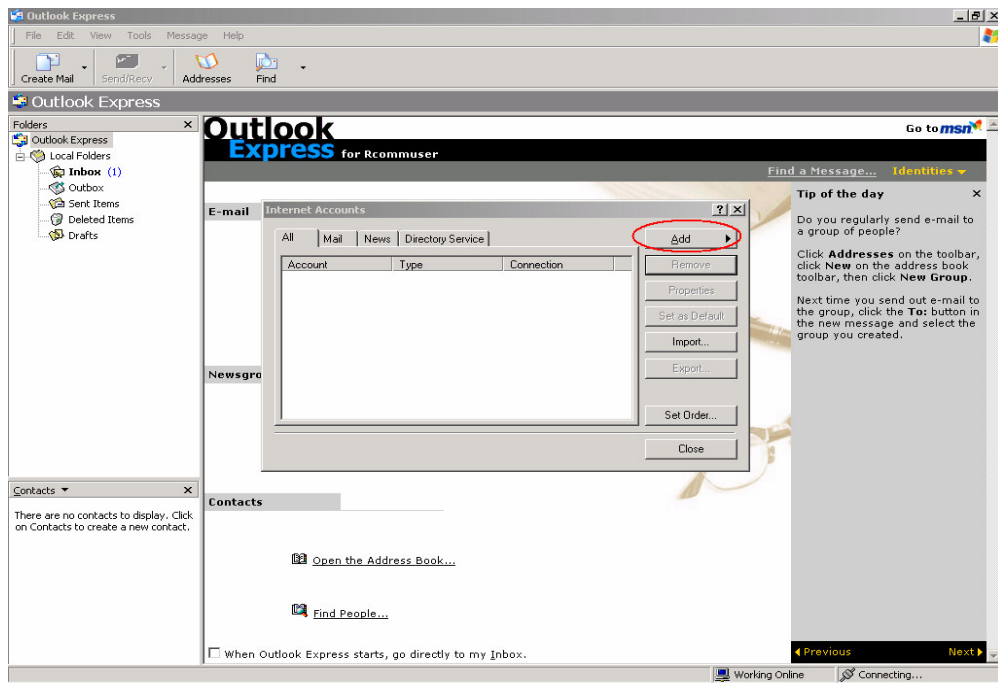 Outlook Express
File Edit View Tools Message Help
Create Mail Send/Recv Addresses Find
Outlook Express
Folders
Outlook Express
Local Folders
Inbox (1)
Outbox
Sent Items
Deleted Items
Drafts
Contacts
There are no contacts to display. Click
on Contacts to create a new contact.
Outlook
Express for Rcommuser
Go to msn
Find a Message... Identities
E-mail
Newsgro
Contacts
Open the Address Book...
Find People...
When Outlook Express starts, go directly to my Inbox.
Internet Accounts
All Mail News Directory Service
Account Type Connection
Add
Remove
Properties
Set as Default
Import...
Export...
Set Order...
Close
Tip of the day
Do you regularly send e-mail to
a group of people?
Click Addresses on the toolbar,
click New on the address book
toolbar, then click New Group.
Next time you send out e-mail to
the group, click the To: button in
the new message and select the
group you created.
Previous Next
Working Online Connecting...